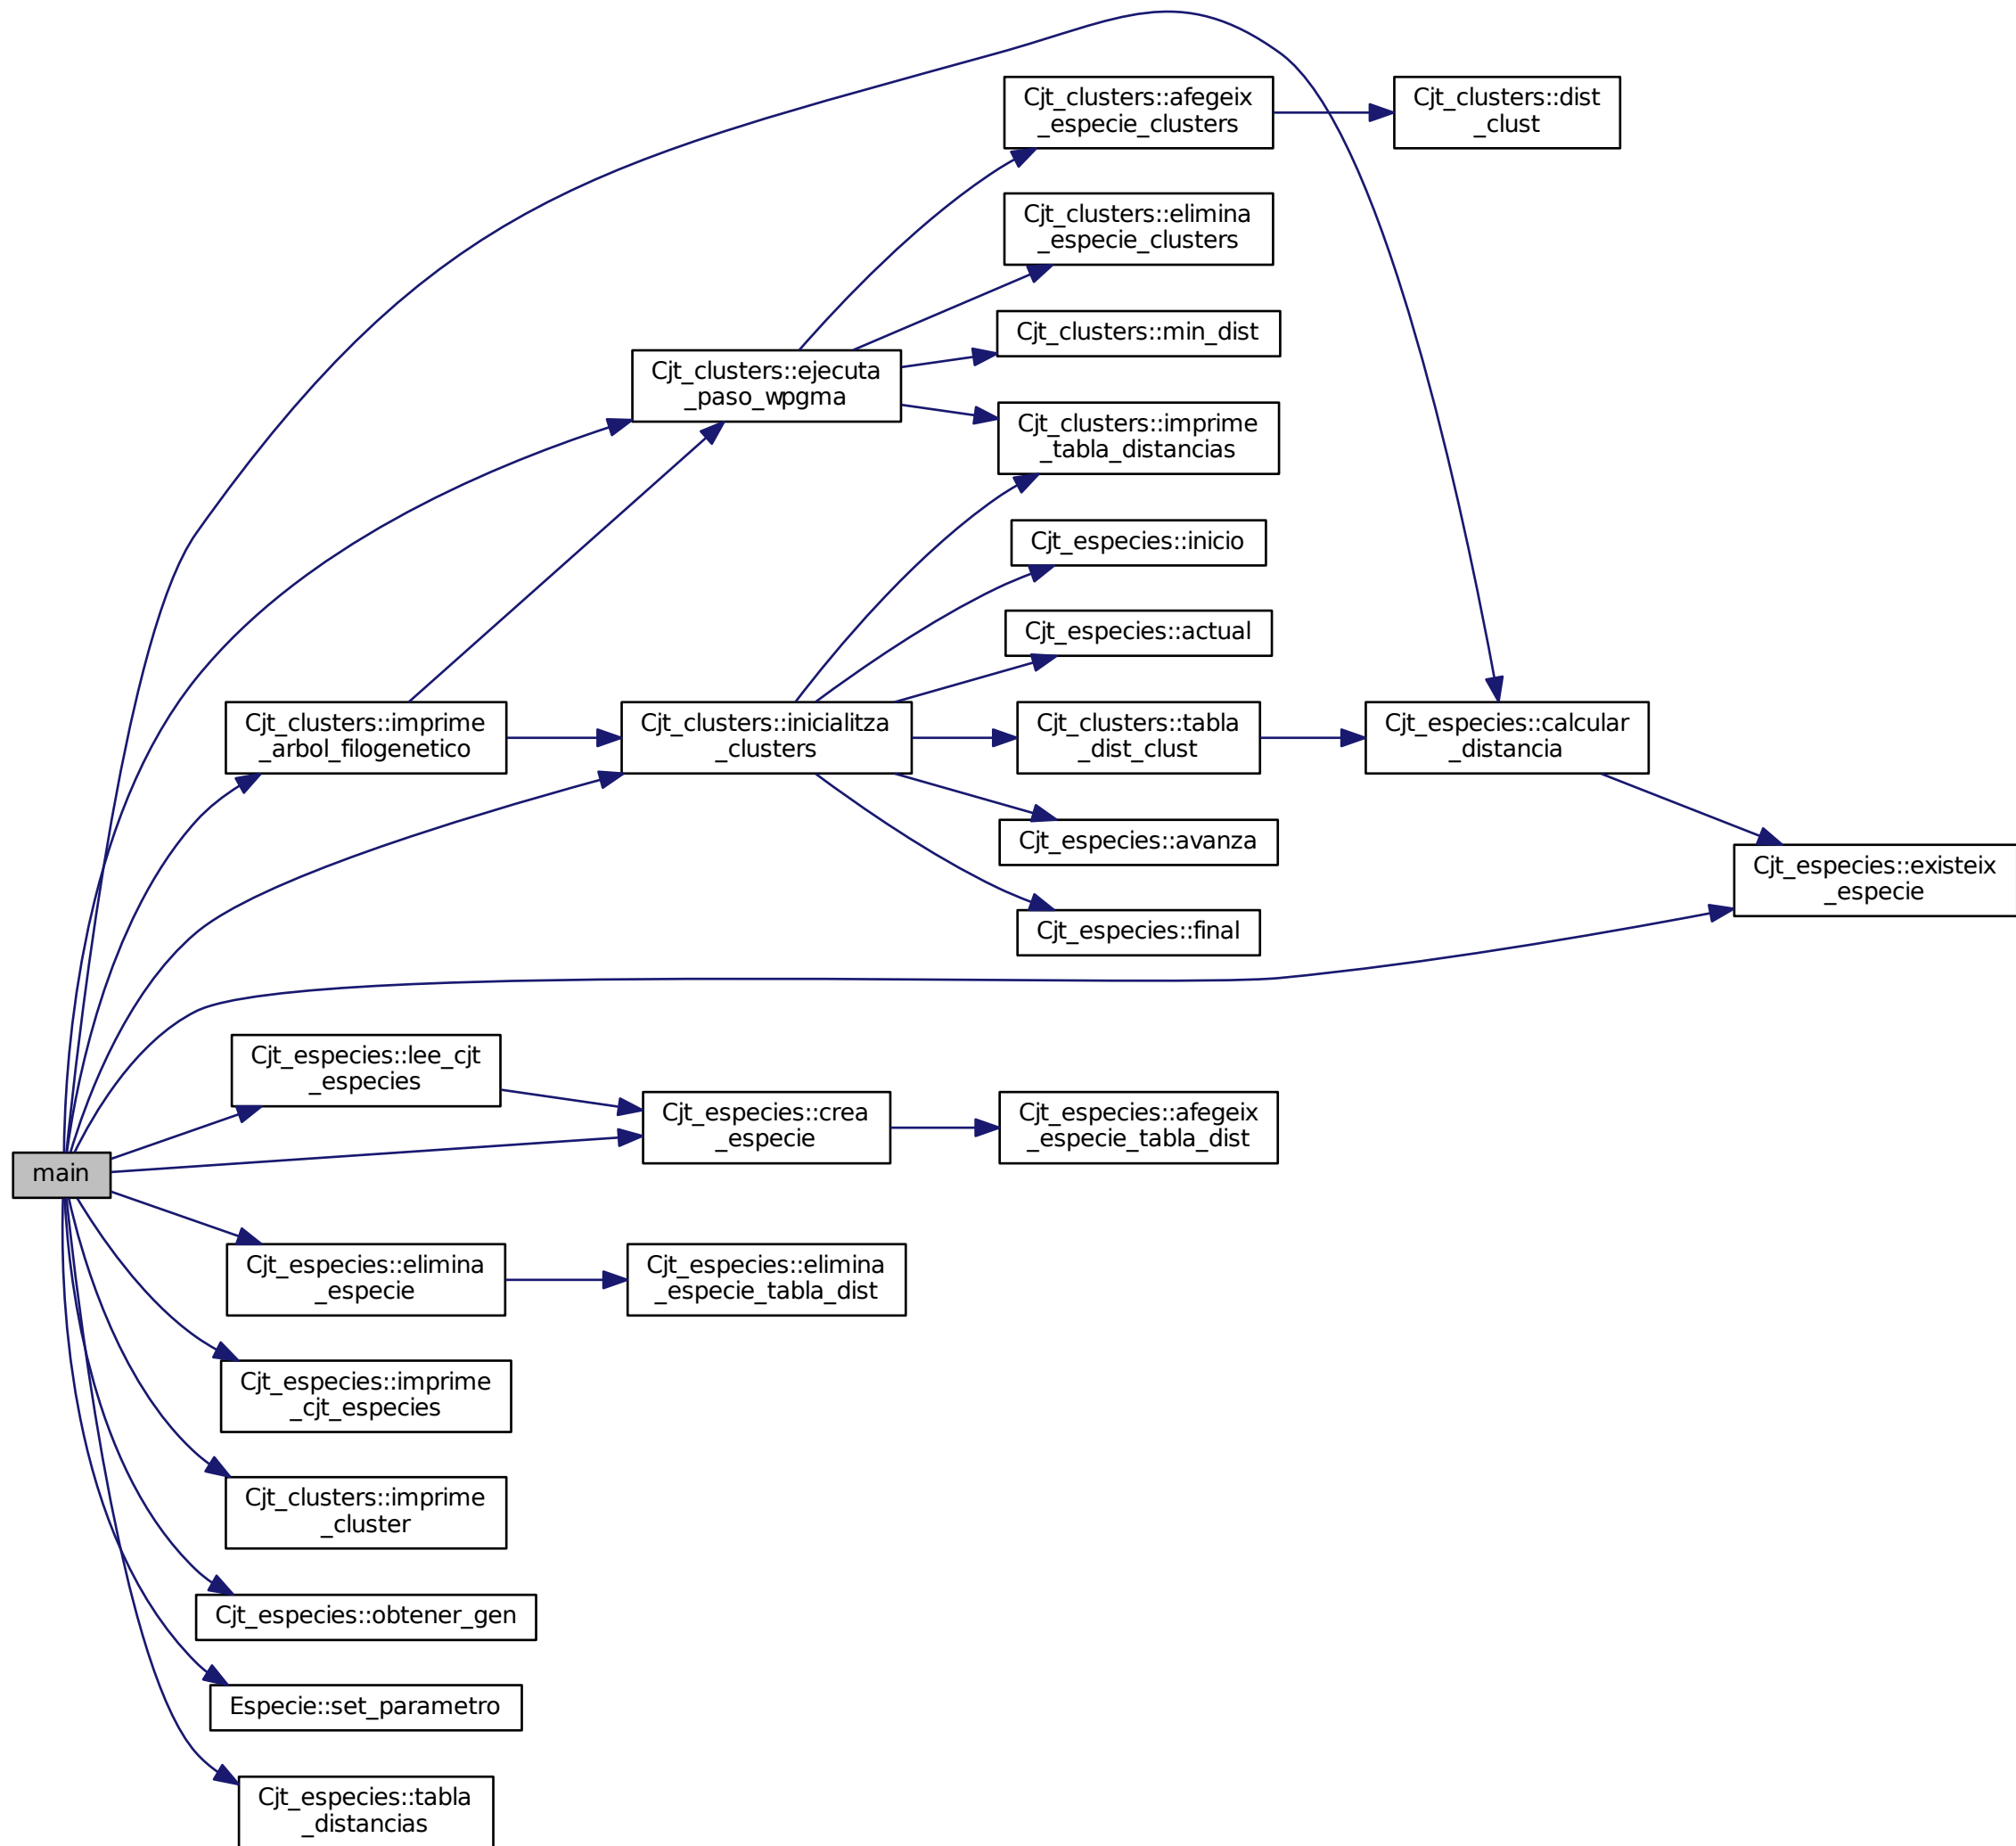 Cjt_clusters::afegeix
_especie_clusters
Cjt_clusters::dist
_clust
Cjt_clusters::elimina
_especie_clusters
Cjt_clusters::min_dist
Cjt_clusters::ejecuta
_paso_wpgma
Cjt_clusters::imprime
_tabla_distancias
Cjt_especies::inicio
Cjt_especies::actual
Cjt_clusters::imprime
_arbol_filogenetico
Cjt_clusters::inicialitza
_clusters
Cjt_clusters::tabla
_dist_clust
Cjt_especies::calcular
_distancia
Cjt_especies::avanza
Cjt_especies::existeix
_especie
Cjt_especies::final
Cjt_especies::lee_cjt
_especies
Cjt_especies::crea
_especie
Cjt_especies::afegeix
_especie_tabla_dist
main
Cjt_especies::elimina
_especie
Cjt_especies::elimina
_especie_tabla_dist
Cjt_especies::imprime
_cjt_especies
Cjt_clusters::imprime
_cluster
Cjt_especies::obtener_gen
Especie::set_parametro
Cjt_especies::tabla
_distancias